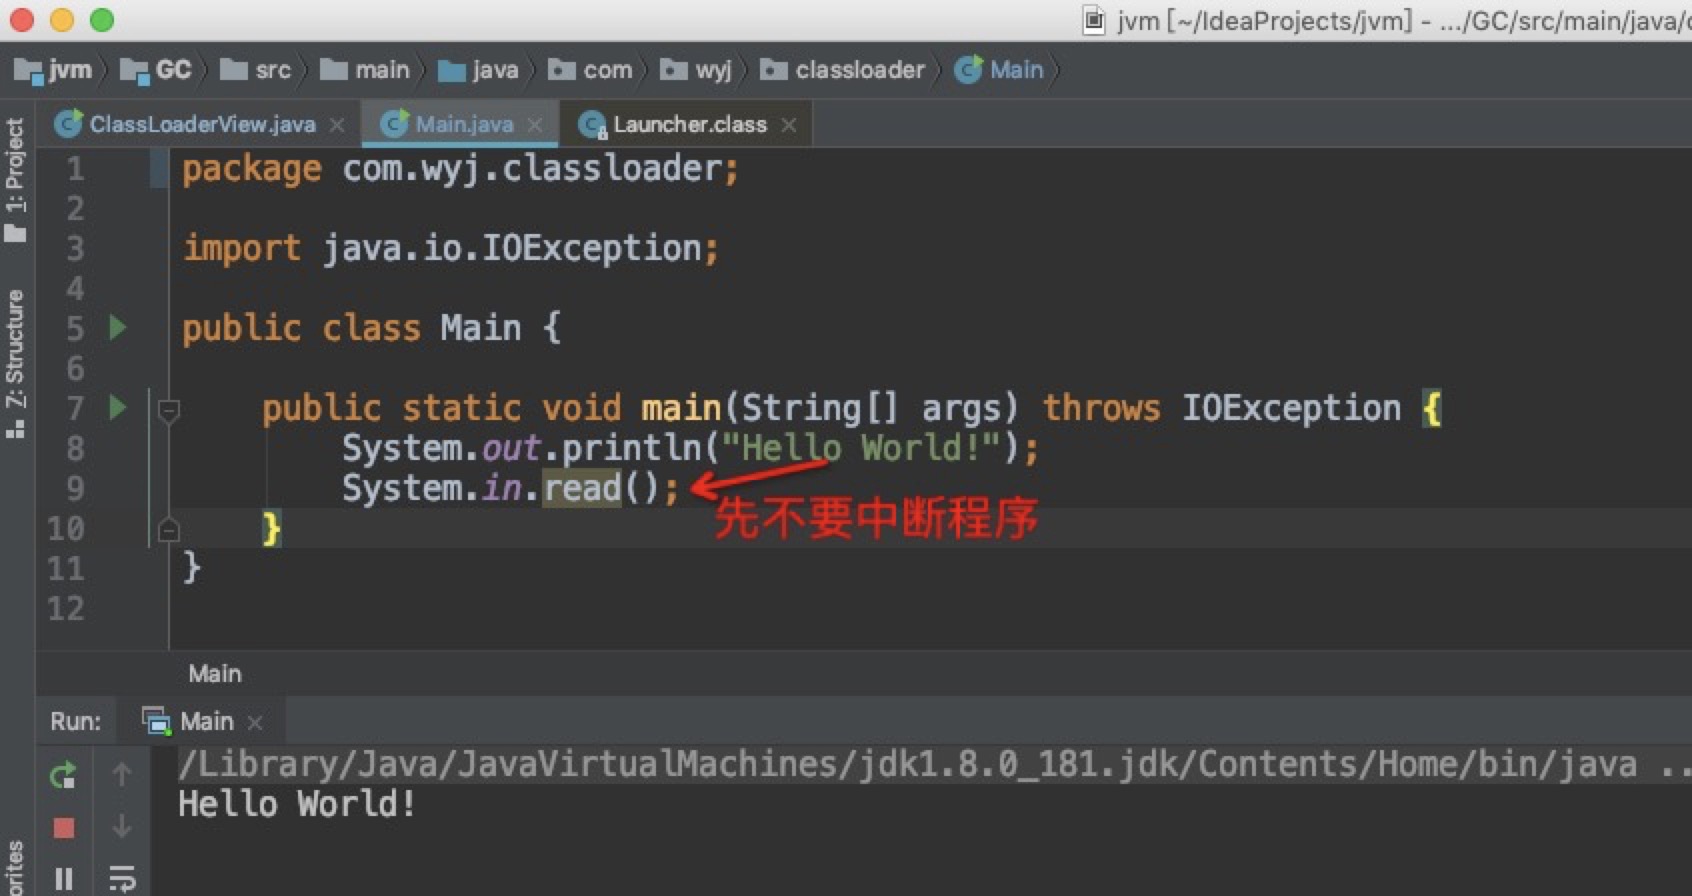 jvm [~/IdeaProjects/jvm] - .../GC/src/main/java/
jvm GC src main java com wyj classloader Main
ClassLoaderView.java Main.java Launcher.class
1: Project
7: Structure
1 package com.wyj.classloader;
2
3 import java.io.IOException;
4
5 public class Main {
6
7 public static void main(String[] args) throws IOException {
8 System.out.println("Hello World!");
9 System.in.read();
先不要中断程序
10 }
11 }
12
Main
Run: Main
/Library/Java/JavaVirtualMachines/jdk1.8.0_181.jdk/Contents/Home/bin/java ..
Hello World!